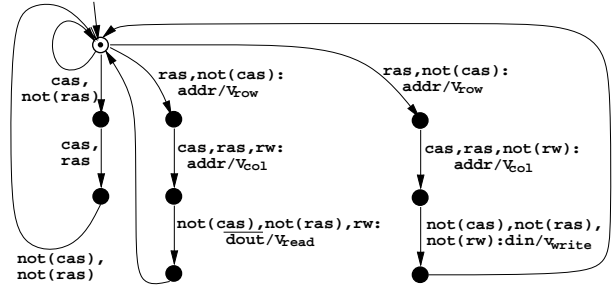 cas,
not(ras)
cas,
ras
not(cas),
not(ras)
ras,not(cas):
addr/Vrow
cas,ras,rw:
addr/Vcol
not(cas),not(ras),rw:
dout/Vread
ras,not(cas):
addr/Vrow
cas,ras,not(rw):
addr/Vcol
not(cas),not(ras),
not(rw):din/vwrite